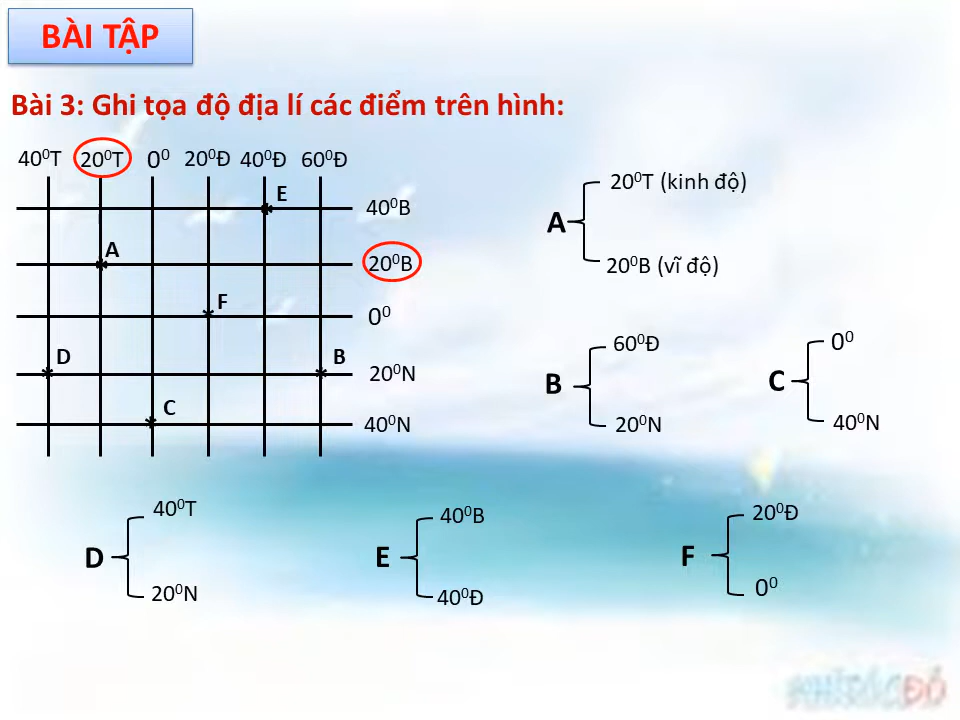 BÀI TẬP
Bài 3: Ghi tọa độ địa lí các điểm trên hình:
40⁰T 20⁰T 0⁰ 20⁰Đ 40⁰Đ 60⁰Đ
E
40⁰B
A
20⁰B
F
0⁰
D
B
20⁰N
C
40⁰N
A
20⁰T (kinh độ)
20⁰B (vĩ độ)
B
60⁰Đ
20⁰N
C
0⁰
40⁰N
D
40⁰T
20⁰N
E
40⁰B
40⁰Đ
F
20⁰Đ
0⁰